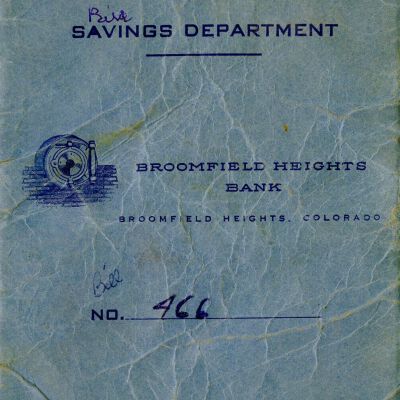 Bill
SAVINGS DEPARTMENT
BROOMFIELD HEIGHTS
BANK
BROOMFIELD HEIGHTS, COLORADO
Bill
NO. 466